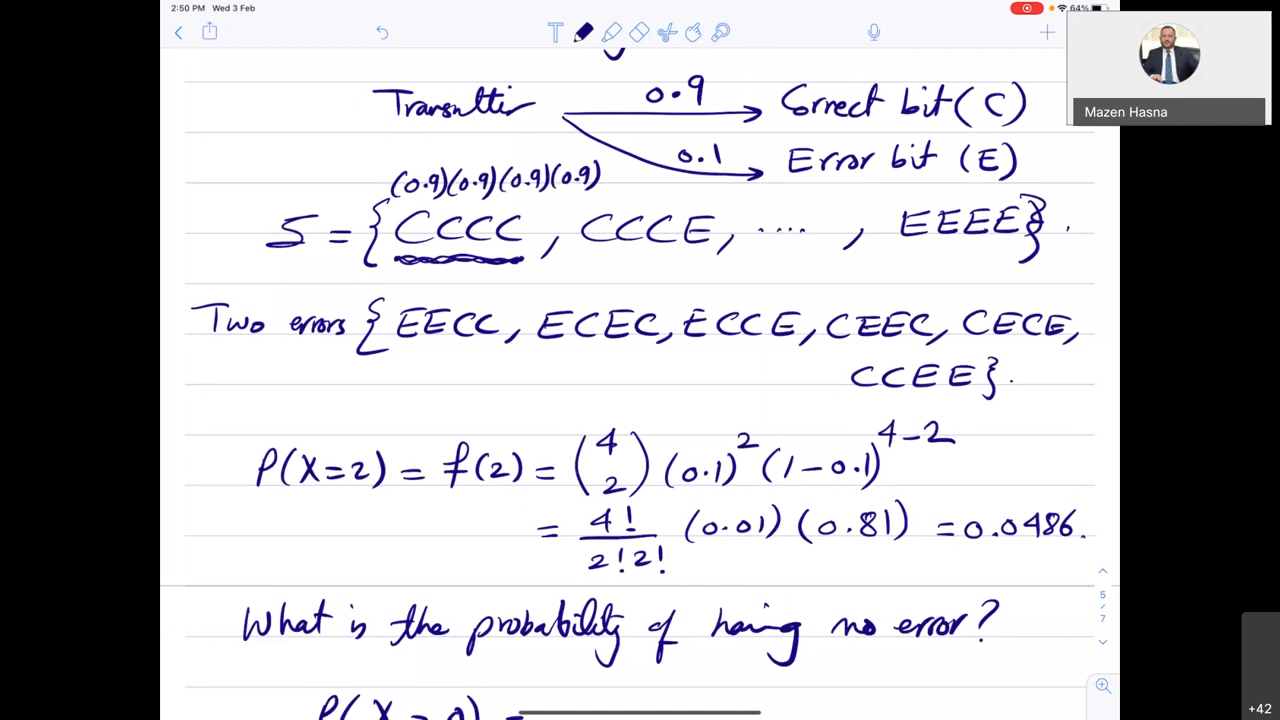 2:50 PM Wed 3 Feb
64%
Mazen Hasna
0.9
Correct bit (C)
0.1
Error bit (E)
(0.9)(0.9)(0.9)(0.9)
S = {CCCC, CCCE, ...., EEEE}.
Two errors {EECC, ECEC, ECCE, CEEC, CECE,
CCEE}.
P(X=2) = f(2) = (4 2) (0.1)^2 (1-0.1)^4-2
= 4!/2!2! (0.01) (0.81) = 0.0486.
What is the probability of having no error?
P(X=0) =
5/7
+42